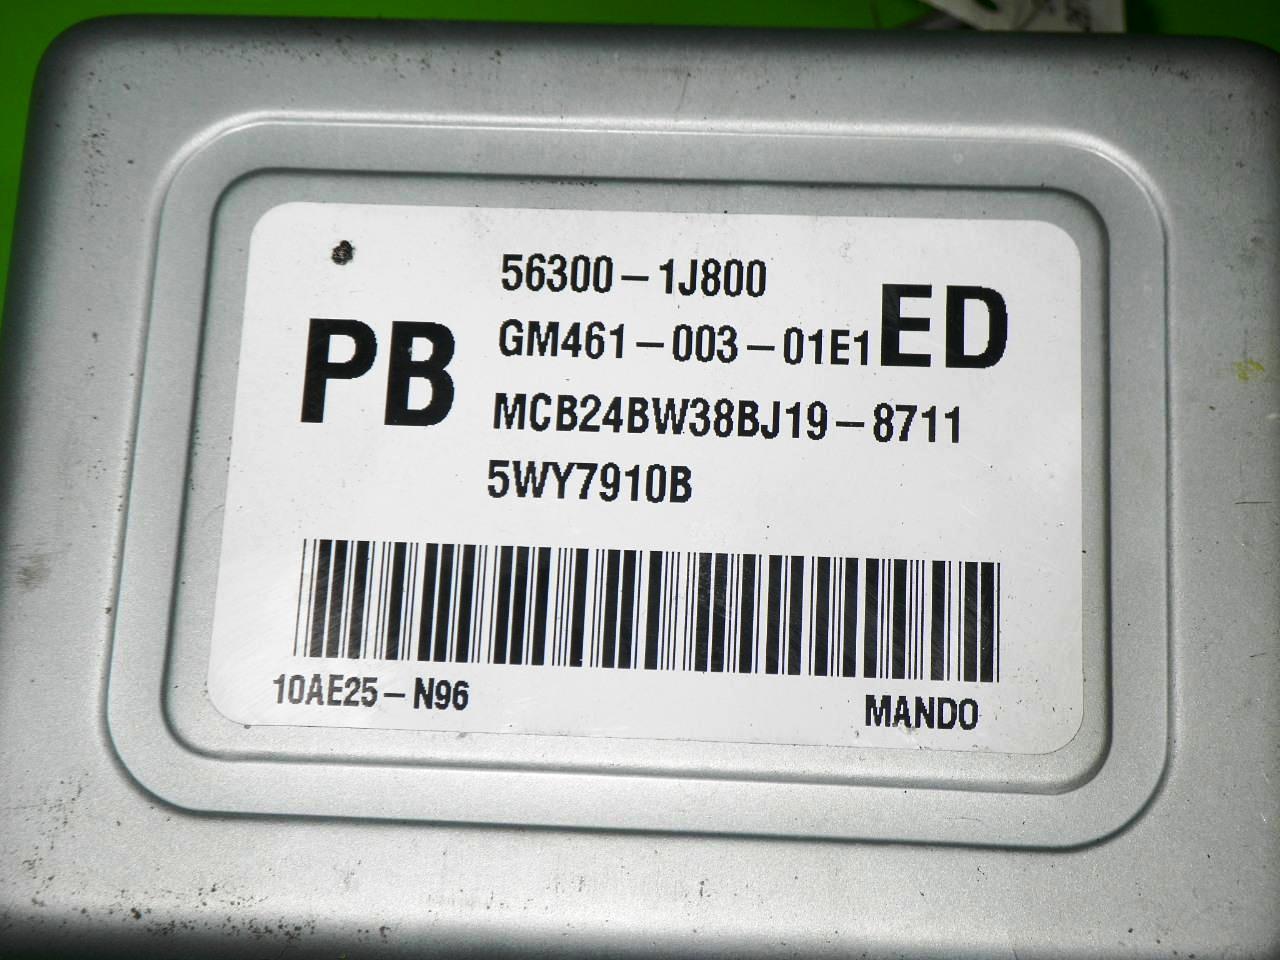 56300-1J800
PB GM461-003-01E1 ED
MCB24BW38BJ19-8711
5WY7910B
10AE25-N96
MANDO